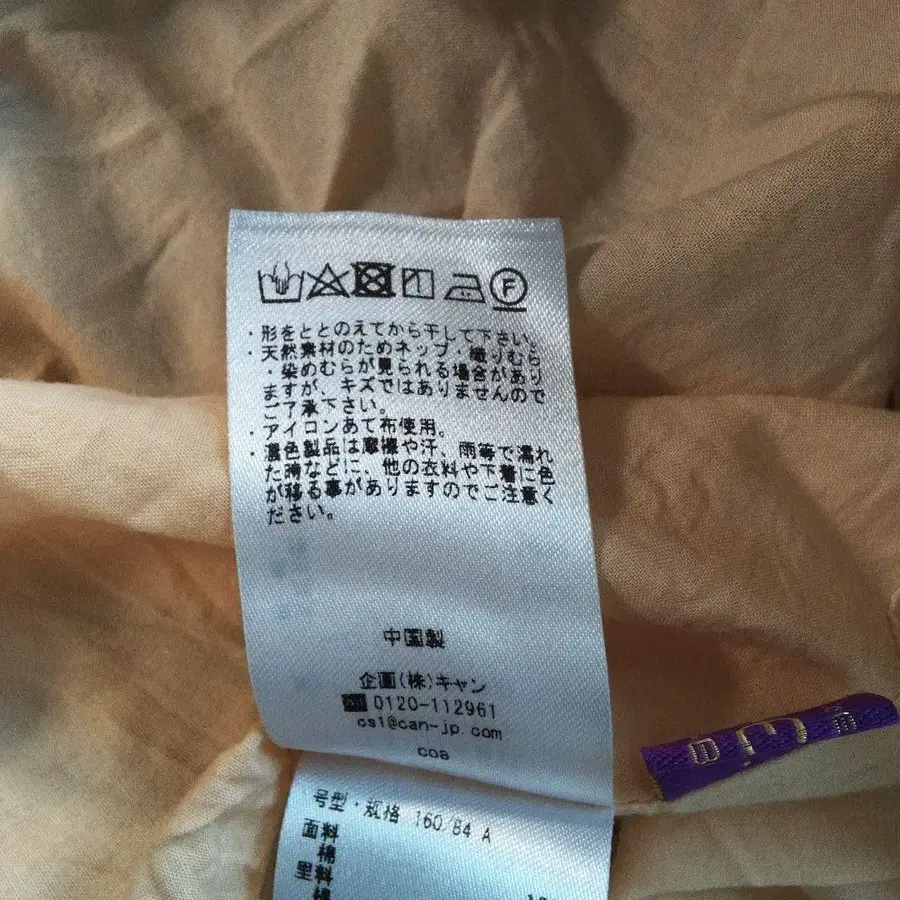 F
・形をととのえてから干して下さい。
・天然素材のためネップ・織りむら
・染めむらが見られる場合があり
ますが、キズではありませんので
ご了承下さい。
・アイロンあて布使用。
・濃色製品は摩擦や汗、雨等で濡れ
た時などに、他の衣料や下着に色
が移る事がありますのでご注意く
ださい。
中国製
企画(株)キャン
0120-112961
cs1@can-jp.com
C08
号型・规格 160/84 A
面料
棉
里料
棉